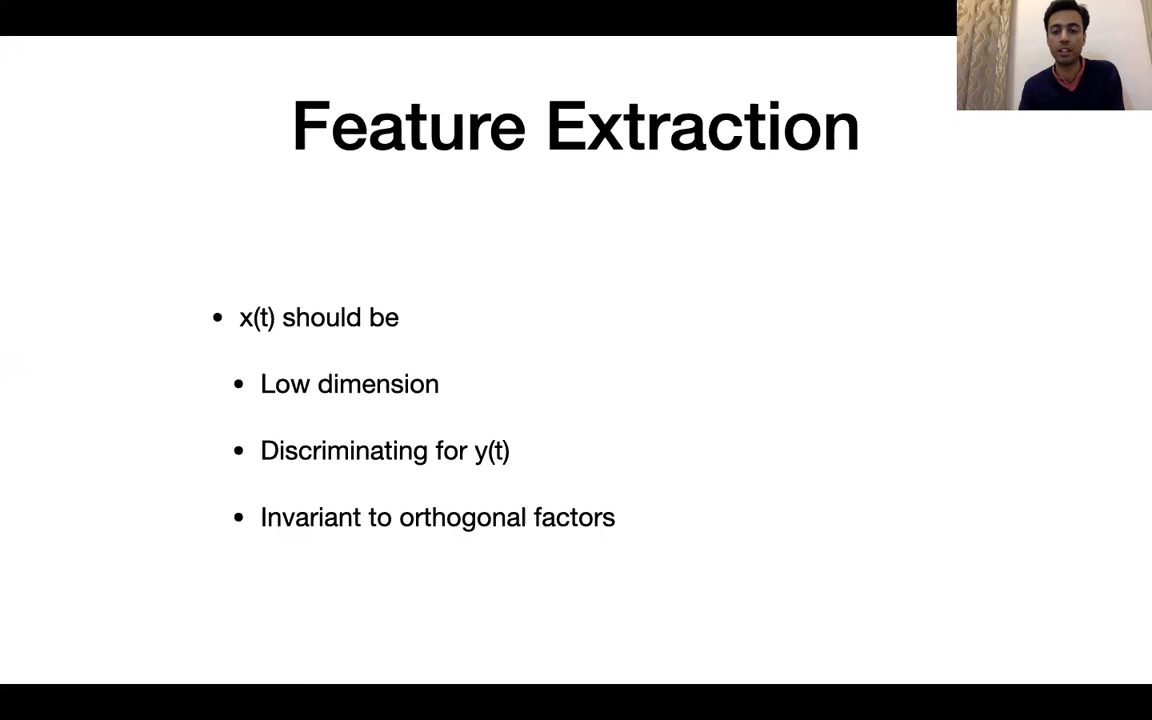 Feature Extraction
• x(t) should be
• Low dimension
• Discriminating for y(t)
• Invariant to orthogonal factors